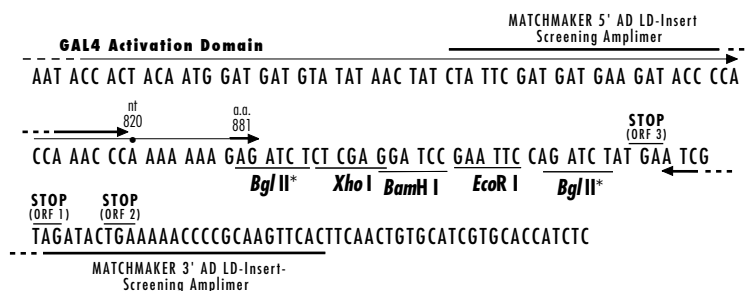 MATCHMAKER 5' AD LD-Insert
Screening Amplimer
GAL4 Activation Domain
AAT ACC ACT ACA ATG GAT GAT GTA TAT AAC TAT CTA TTC GAT GAT GAA GAT ACC CCA
nt
820
a.a.
881
STOP
(ORF 3)
CCA AAC CCA AAA AAA GAG ATC TCT CGA GGA TCC GAA TTC CAG ATC TAT GAA TCG
Bgl II* Xho I BamH I EcoR I Bgl II*
STOP STOP
(ORF 1) (ORF 2)
TAGATACTGAAAAACCCCGCAAGTTCACTTCAACTGTGCATCGTGCACCATCTC
MATCHMAKER 3' AD LD-Insert-
Screening Amplimer